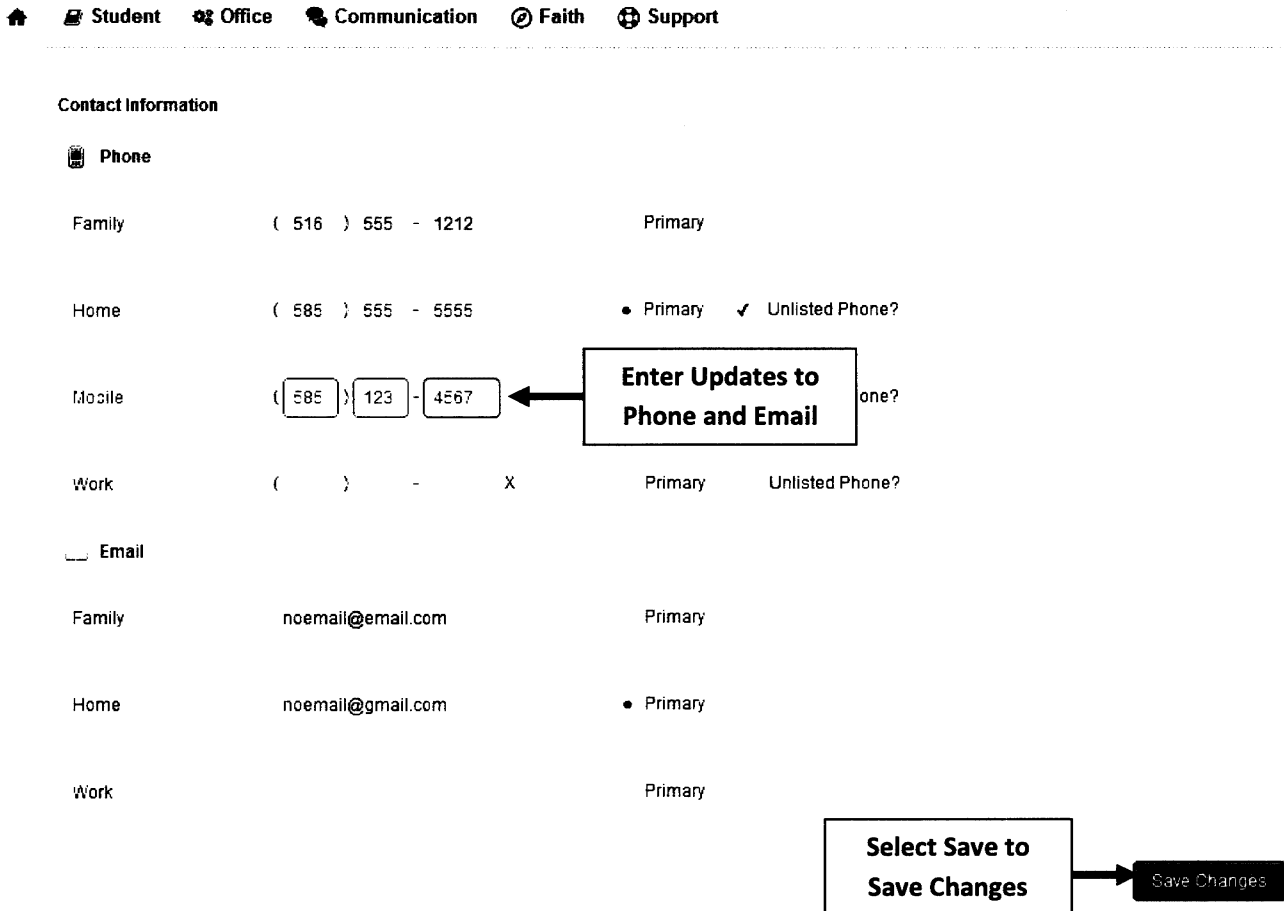 Student Office Communication Faith Support
Contact Information
Phone
Family ( 516 ) 555 - 1212 Primary
Home ( 585 ) 555 - 5555 Primary ✓ Unlisted Phone?
Mobile ( 585 ) 123 - 4567 Enter Updates to one?
Phone and Email
Work ( ) - X Primary Unlisted Phone?
Email
Family noemail@email.com Primary
Home noemail@gmail.com Primary
Work Primary
Select Save to
Save Changes
Save Changes